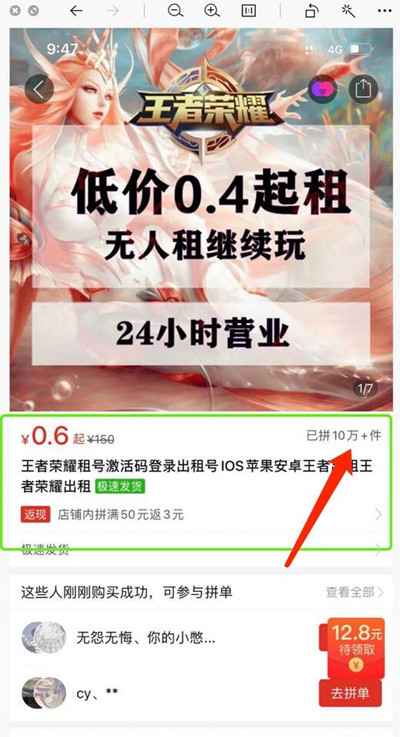 9:47
4G
王者荣耀
低价0.4起租
无人租继续玩
24小时营业
1/7
¥0.6起 ¥150
已拼10万+件
王者荣耀租号激活码登录出租号IOS苹果安卓王者
租王
者荣耀出租 极速发货
返现 店铺内拼满50元返3元
极速发货
这些人刚刚购买成功，可参与拼单
查看全部
无怨无悔、你的小憋...
12.8元
待领取
¥
cy、**
去拼单